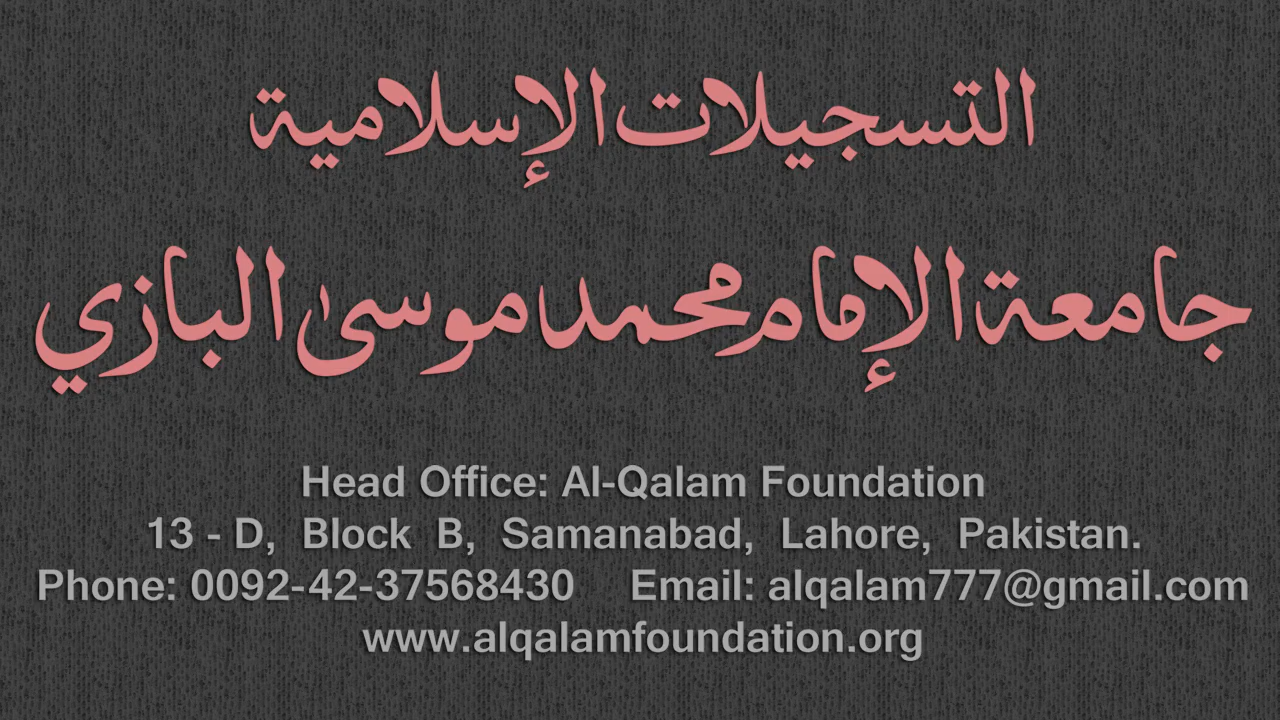 التسجيلات الإسلامية
جامعة الإمام محمد موسىٰ البازي
Head Office: Al-Qalam Foundation
13 - D, Block B, Samanabad, Lahore, Pakistan.
Phone: 0092-42-37568430 Email: alqalam777@gmail.com
www.alqalamfoundation.org